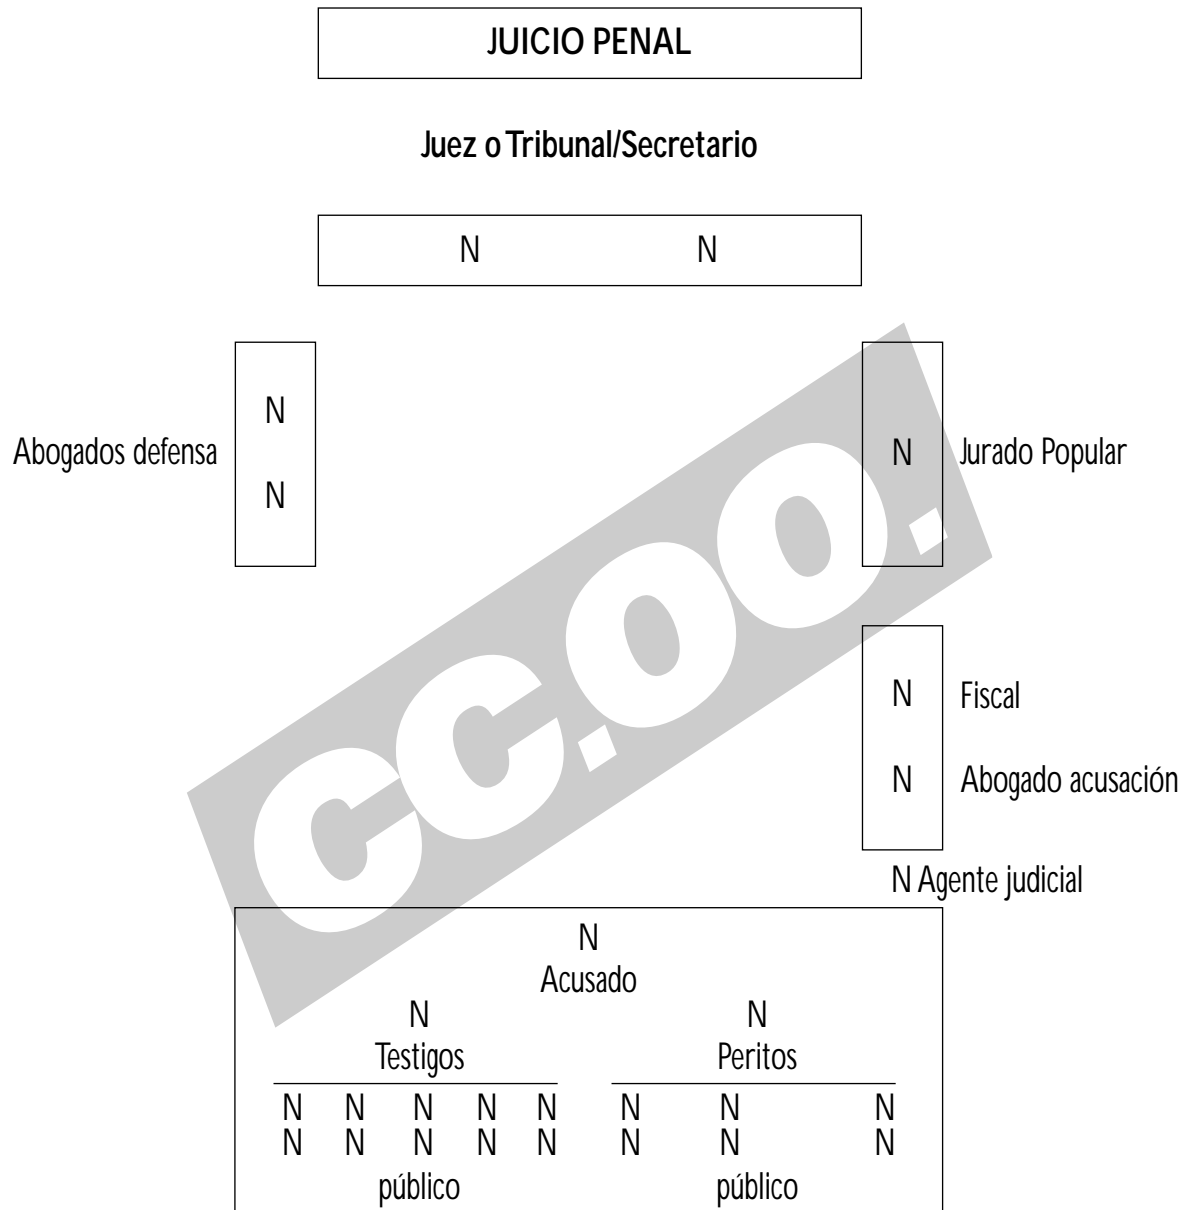 JUICIO PENAL
Juez o Tribunal/Secretario
N N
N
Abogados defensa
N
N Jurado Popular
CC.OO.
N Fiscal
N Abogado acusación
N Agente judicial
N
Acusado
N N
Testigos Peritos
N N N N N N N N
N N N N N N N N
público público